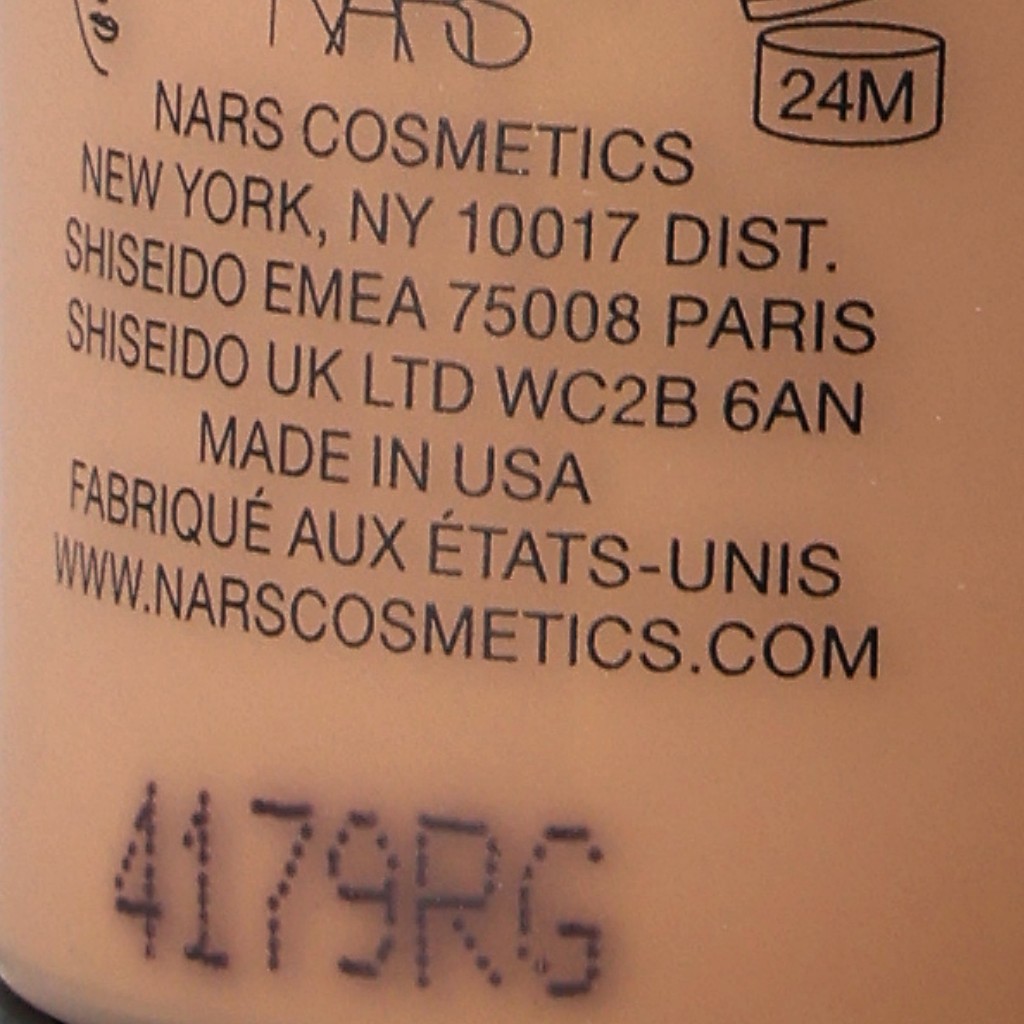 NARS
24M
NARS COSMETICS
NEW YORK, NY 10017 DIST.
SHISEIDO EMEA 75008 PARIS
SHISEIDO UK LTD WC2B 6AN
MADE IN USA
FABRIQUÉ AUX ÉTATS-UNIS
WWW.NARSCOSMETICS.COM
4179RG